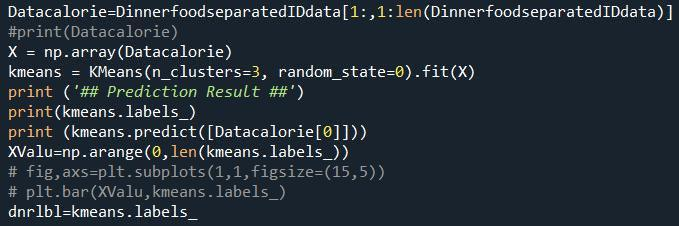 Datacalorie=DinnerfoodseparatedIDdata[1:,1:len(DinnerfoodseparatedIDdata)]
#print(Datacalorie)
X = np.array(Datacalorie)
kmeans = KMeans(n_clusters=3, random_state=0).fit(X)
print ('## Prediction Result ##')
print(kmeans.labels_)
print (kmeans.predict([Datacalorie[0]]))
XValu=np.arange(0,len(kmeans.labels_))
# fig,axs=plt.subplots(1,1,figsize=(15,5))
# plt.bar(XValu,kmeans.labels_)
dnrlbl=kmeans.labels_